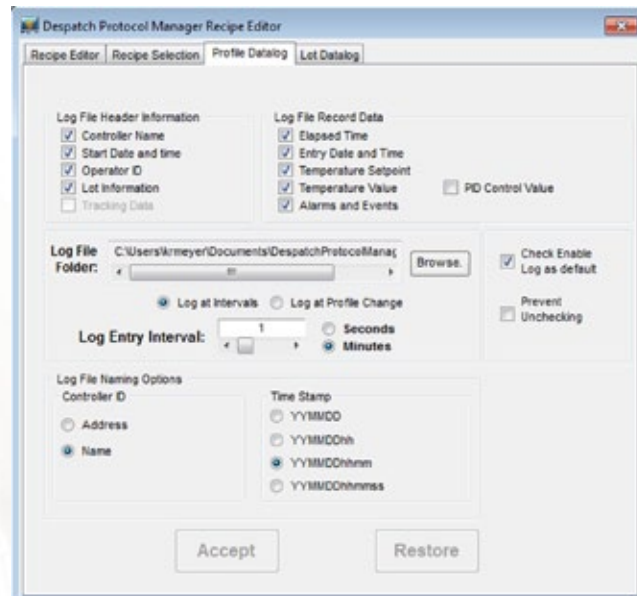 Despatch Protocol Manager Recipe Editor
Recipe Editor Recipe Selection Profile Datalog Lot Datalog
Log File Header Information
Controller Name
Start Date and time
Operator ID
Lot Information
Tracking Data
Log File Record Data
Elapsed Time
Entry Date and Time
Temperature Setpoint
Temperature Value
PID Control Value
Alarms and Events
Log File Folder:
C:\Users\krmeyer\Documents\DespatchProtocolManag
Browse.
Check Enable
Log as default
Log at Intervals Log at Profile Change
Prevent
Unchecking
Log Entry Interval:
1
Seconds
Minutes
Log File Naming Options
Controller ID
Address
Name
Time Stamp
YYMMDD
YYMMDDhh
YYMMDDhhmm
YYMMDDhhmmss
Accept Restore